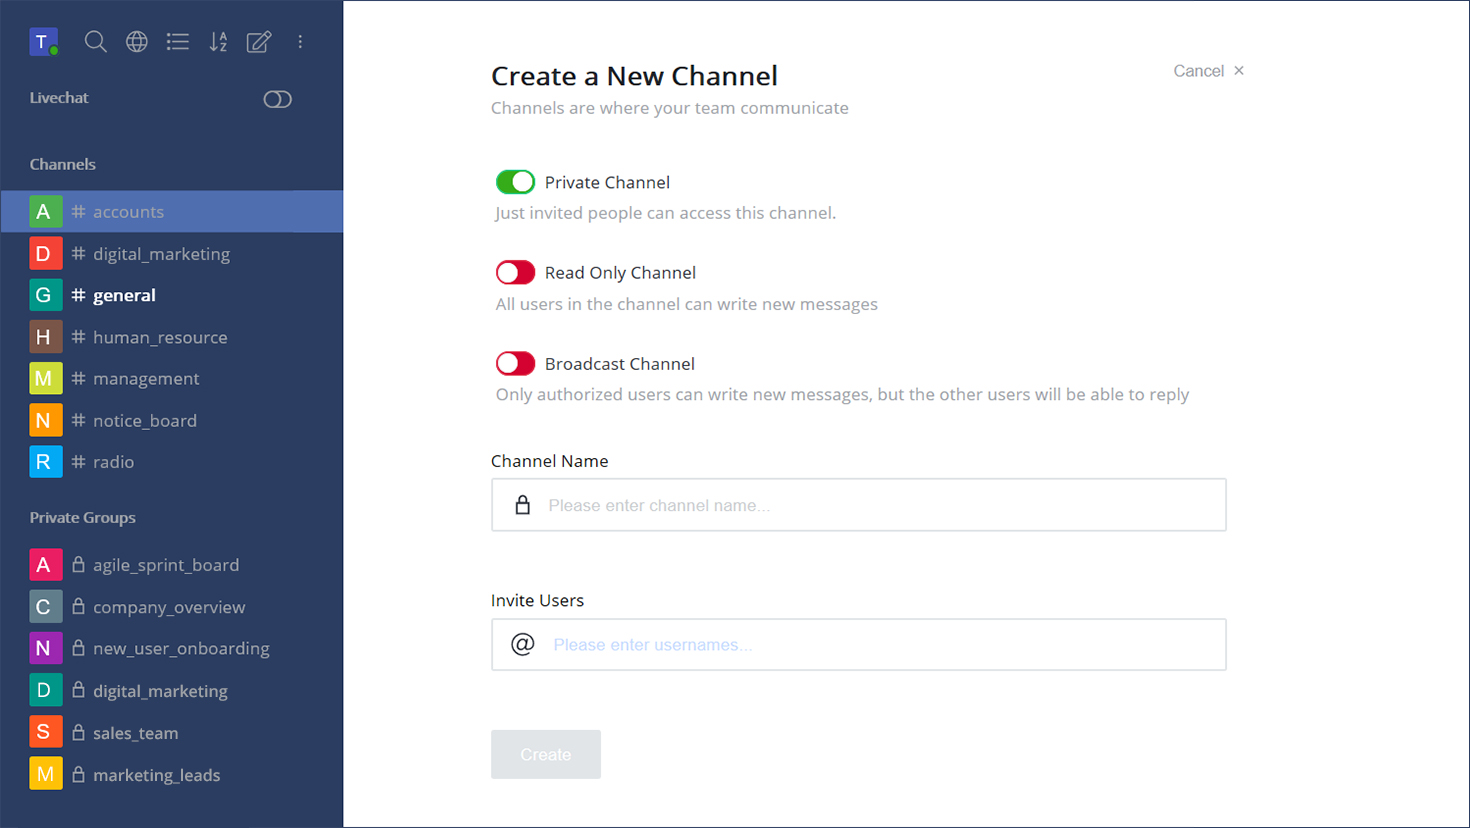 T
A
Z
Livechat
Channels
A # accounts
D # digital_marketing
G # general
H # human_resource
M # management
N # notice_board
R # radio
Private Groups
A agile_sprint_board
C company_overview
N new_user_onboarding
D digital_marketing
S sales_team
M marketing_leads
Create a New Channel
Cancel ×
Channels are where your team communicate
Private Channel
Just invited people can access this channel.
Read Only Channel
All users in the channel can write new messages
Broadcast Channel
Only authorized users can write new messages, but the other users will be able to reply
Channel Name
Please enter channel name...
Invite Users
@ Please enter usernames...
Create